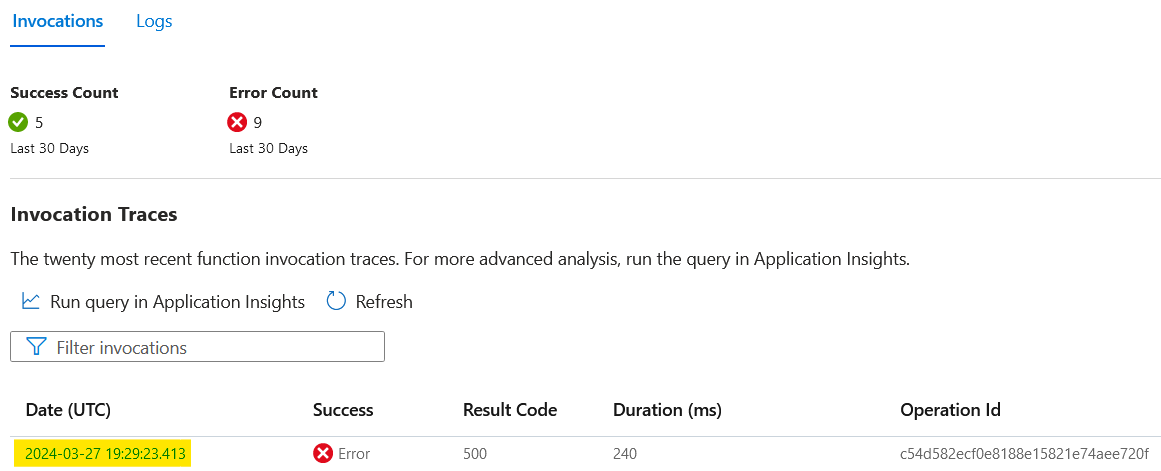 Invocations Logs
Success Count Error Count
5 9
Last 30 Days Last 30 Days
Invocation Traces
The twenty most recent function invocation traces. For more advanced analysis, run the query in Application Insights.
Run query in Application Insights Refresh
Filter invocations
Date (UTC) Success Result Code Duration (ms) Operation Id
2024-03-27 19:29:23.413 Error 500 240 c54d582ecf0e8188e15821e74aee720f